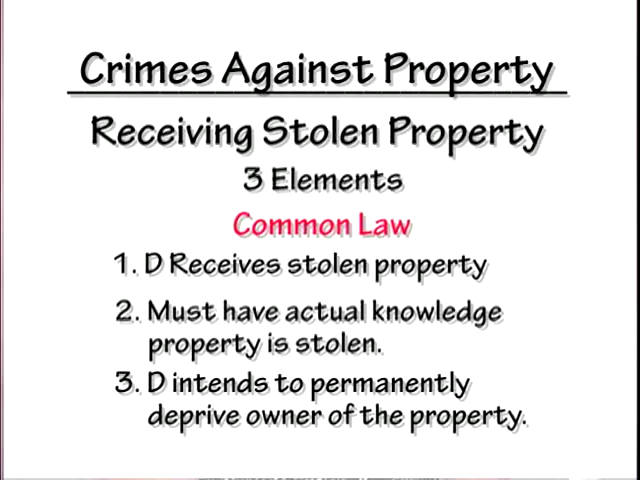 Crimes Against Property
Receiving Stolen Property
3 Elements
Common Law
1. D Receives stolen property
2. Must have actual knowledge
property is stolen.
3. D intends to permanently
deprive owner of the property.